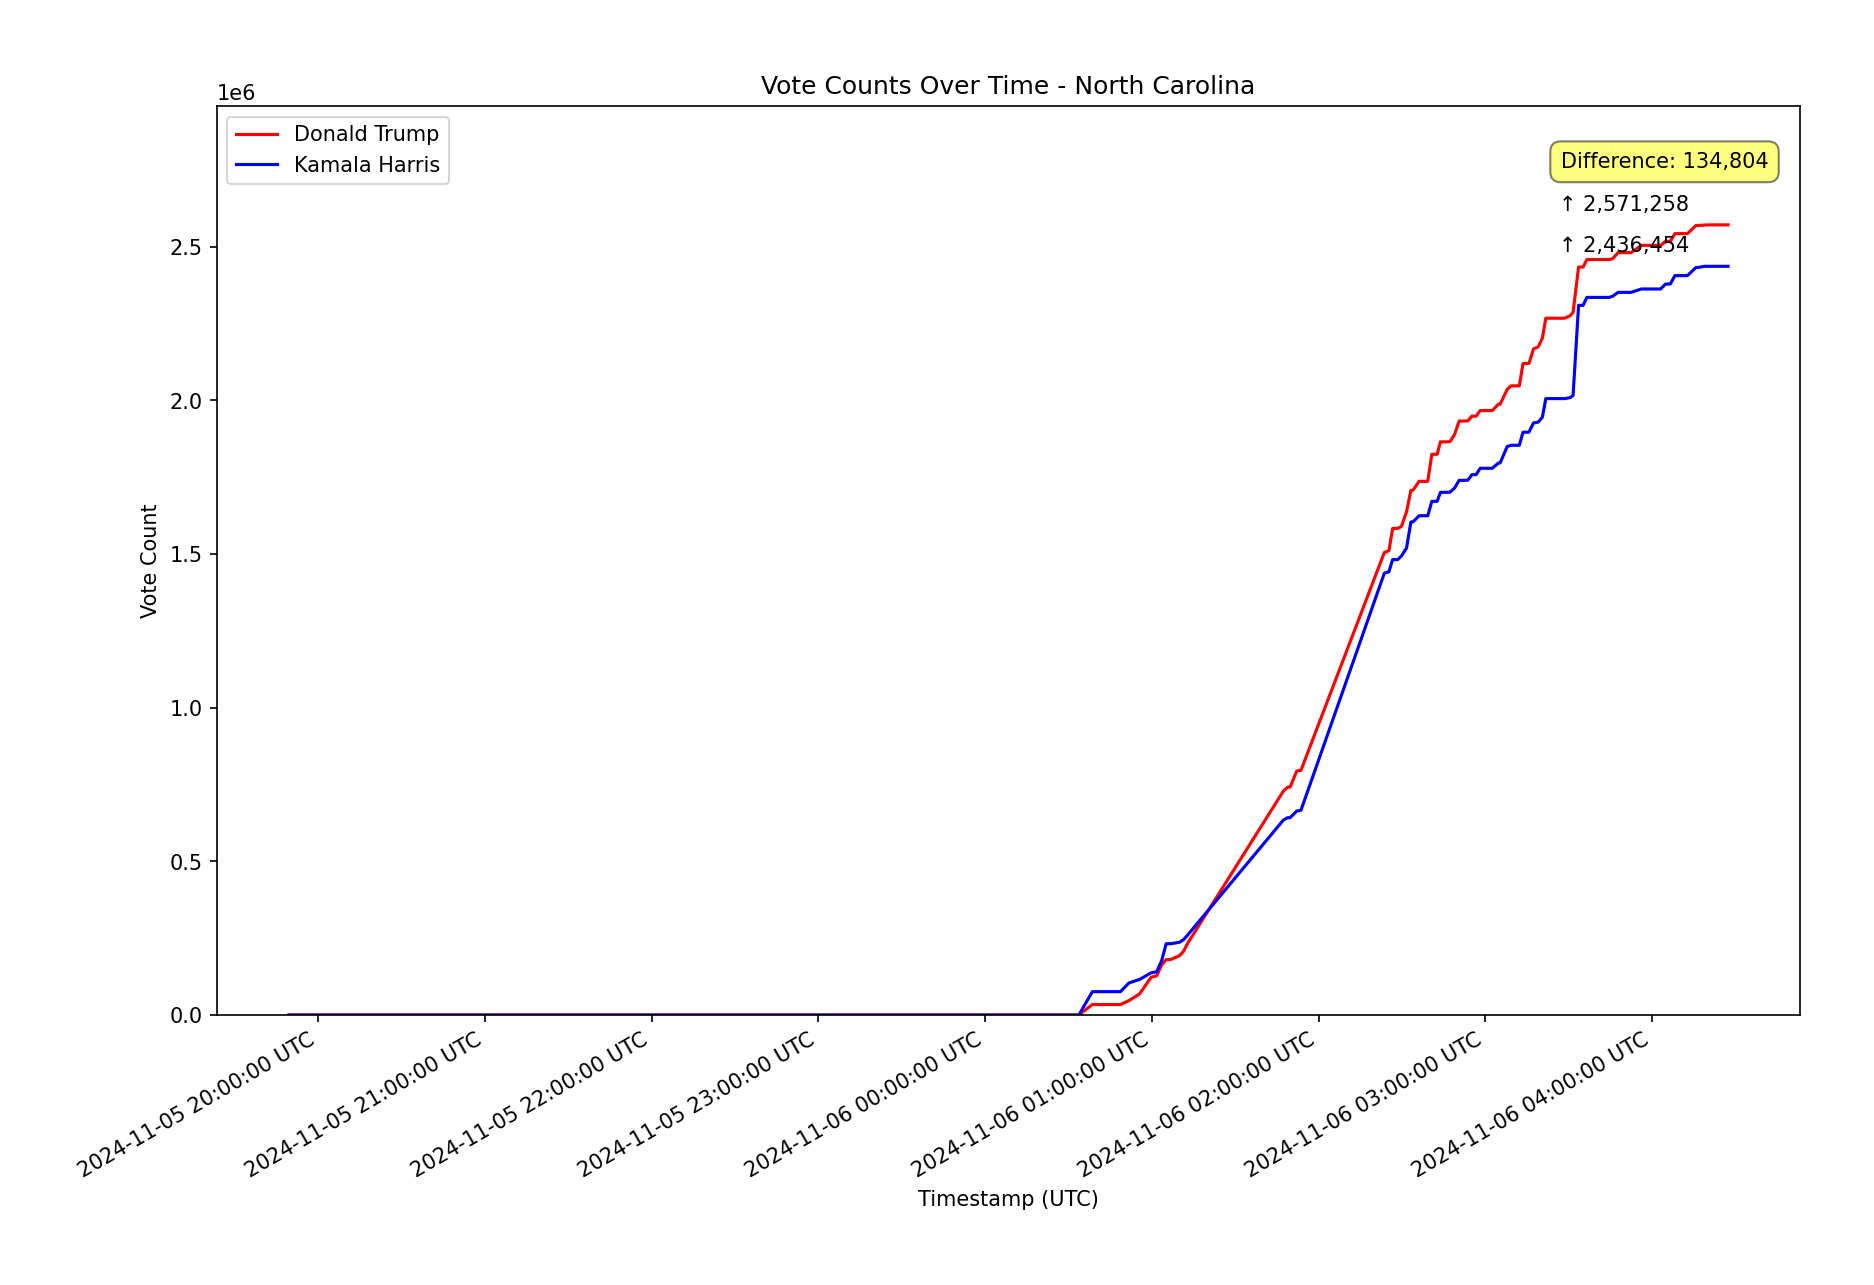 Vote Counts Over Time - North Carolina
1e6
Donald Trump
Kamala Harris
Difference: 134,804
↑ 2,571,258
↑ 2,436,454
2.5
2.0
1.5
1.0
0.5
0.0
Vote Count
2024-11-05 20:00:00 UTC
2024-11-05 21:00:00 UTC
2024-11-05 22:00:00 UTC
2024-11-05 23:00:00 UTC
2024-11-06 00:00:00 UTC
2024-11-06 01:00:00 UTC
2024-11-06 02:00:00 UTC
2024-11-06 03:00:00 UTC
2024-11-06 04:00:00 UTC
Timestamp (UTC)